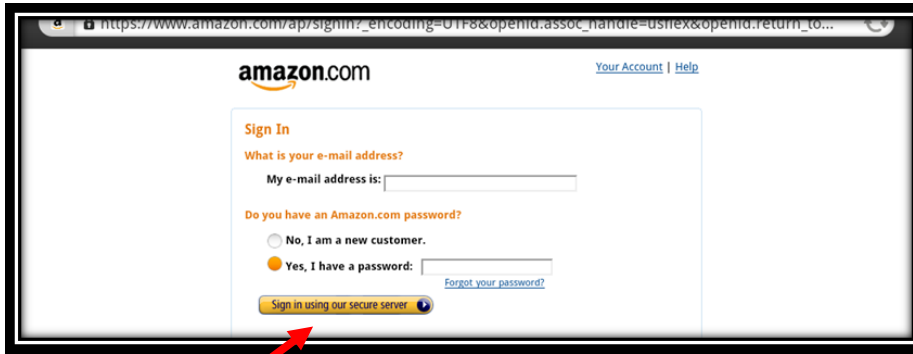 a https://www.amazon.com/ap/signin?_encoding=UTF8&openid.assoc_handle=usflex&openid.return_to...
amazon.com
Your Account | Help
Sign In
What is your e-mail address?
My e-mail address is:
Do you have an Amazon.com password?
No, I am a new customer.
Yes, I have a password:
Forgot your password?
Sign in using our secure server